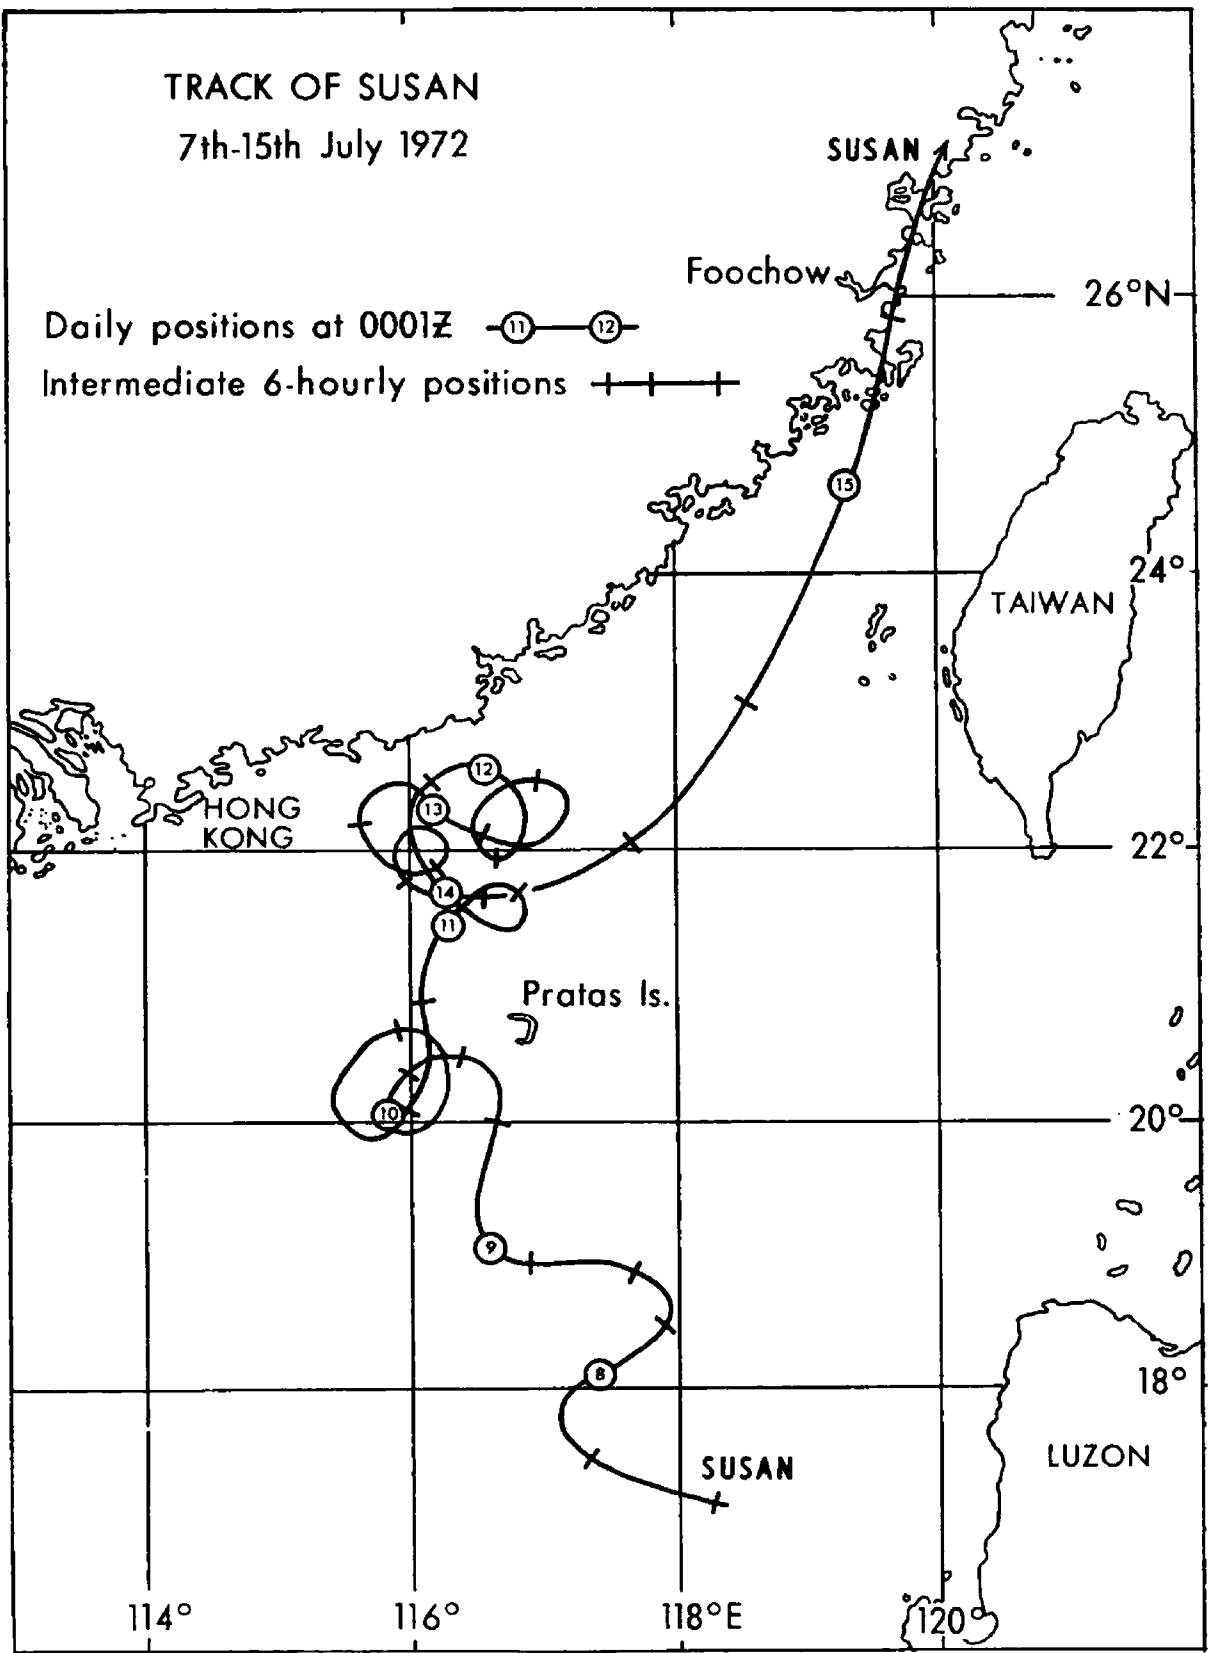 TRACK OF SUSAN
7th-15th July 1972
SUSAN
Foochow
26°N
Daily positions at 0001Z 11 12
Intermediate 6-hourly positions
15
24°
TAIWAN
12
13
HONG
KONG
22°
14
11
Pratas Is.
10
20°
9
8
18°
LUZON
SUSAN
114°
116°
118°E
120°